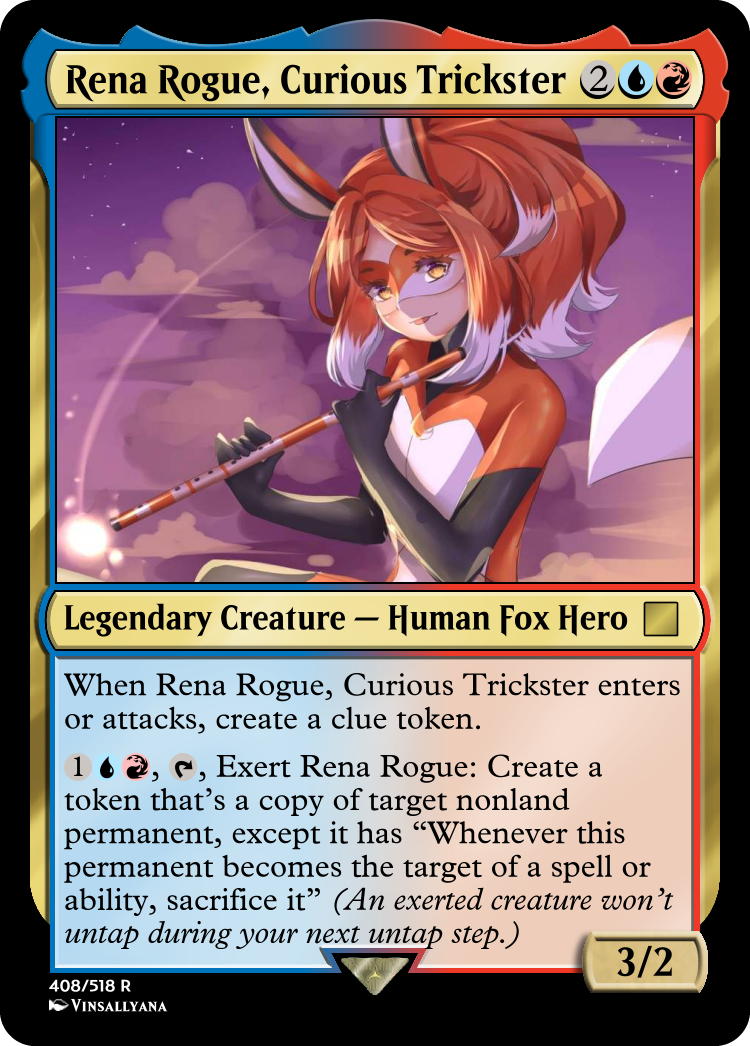 Rena Rogue, Curious Trickster 2
Legendary Creature — Human Fox Hero
When Rena Rogue, Curious Trickster enters
or attacks, create a clue token.
1 , , Exert Rena Rogue: Create a
token that's a copy of target nonland
permanent, except it has "Whenever this
permanent becomes the target of a spell or
ability, sacrifice it" (An exerted creature won't
untap during your next untap step.)
3/2
408/518 R
Vinsallyana